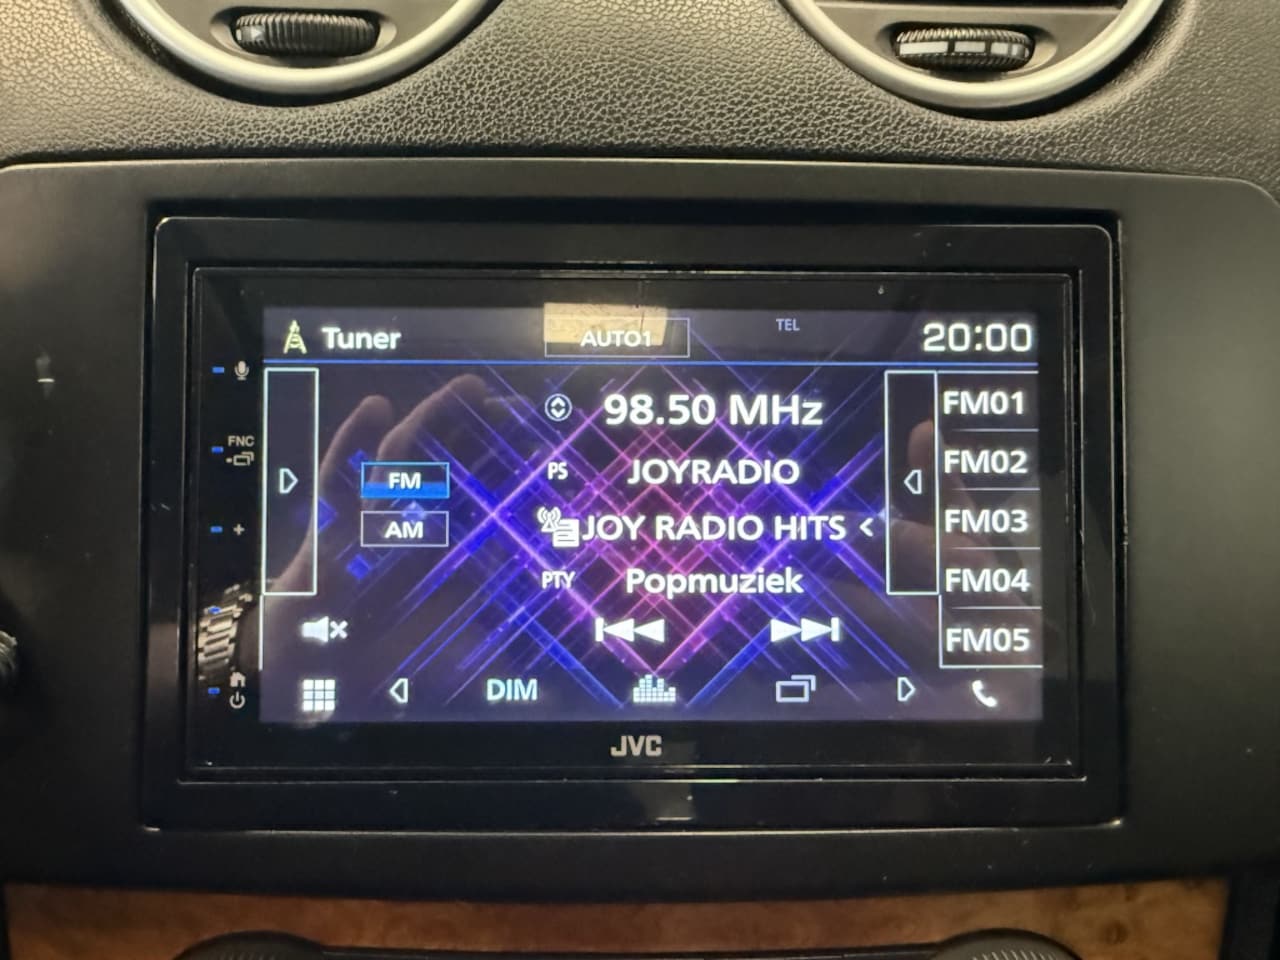 Tuner
AUTO1
TEL
20:00
FNC
98.50 MHz
FM01
PS
JOYRADIO
FM02
FM
JOY RADIO HITS <
FM03
AM
PTY
Popmuziek
FM04
FM05
DIM
JVC